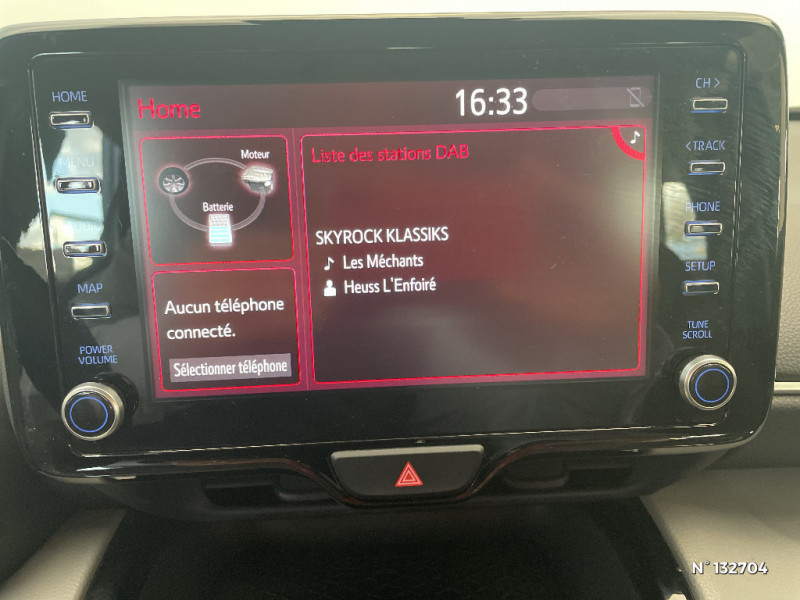 HOME
MENU
MAP
POWER
VOLUME
Home
16:33
Moteur
Batterie
Aucun téléphone
connecté.
Sélectionner téléphone
Liste des stations DAB
SKYROCK KLASSIKS
Les Méchants
Heuss L'Enfoiré
CH >
< TRACK
PHONE
SETUP
TUNE
SCROLL
N°132704